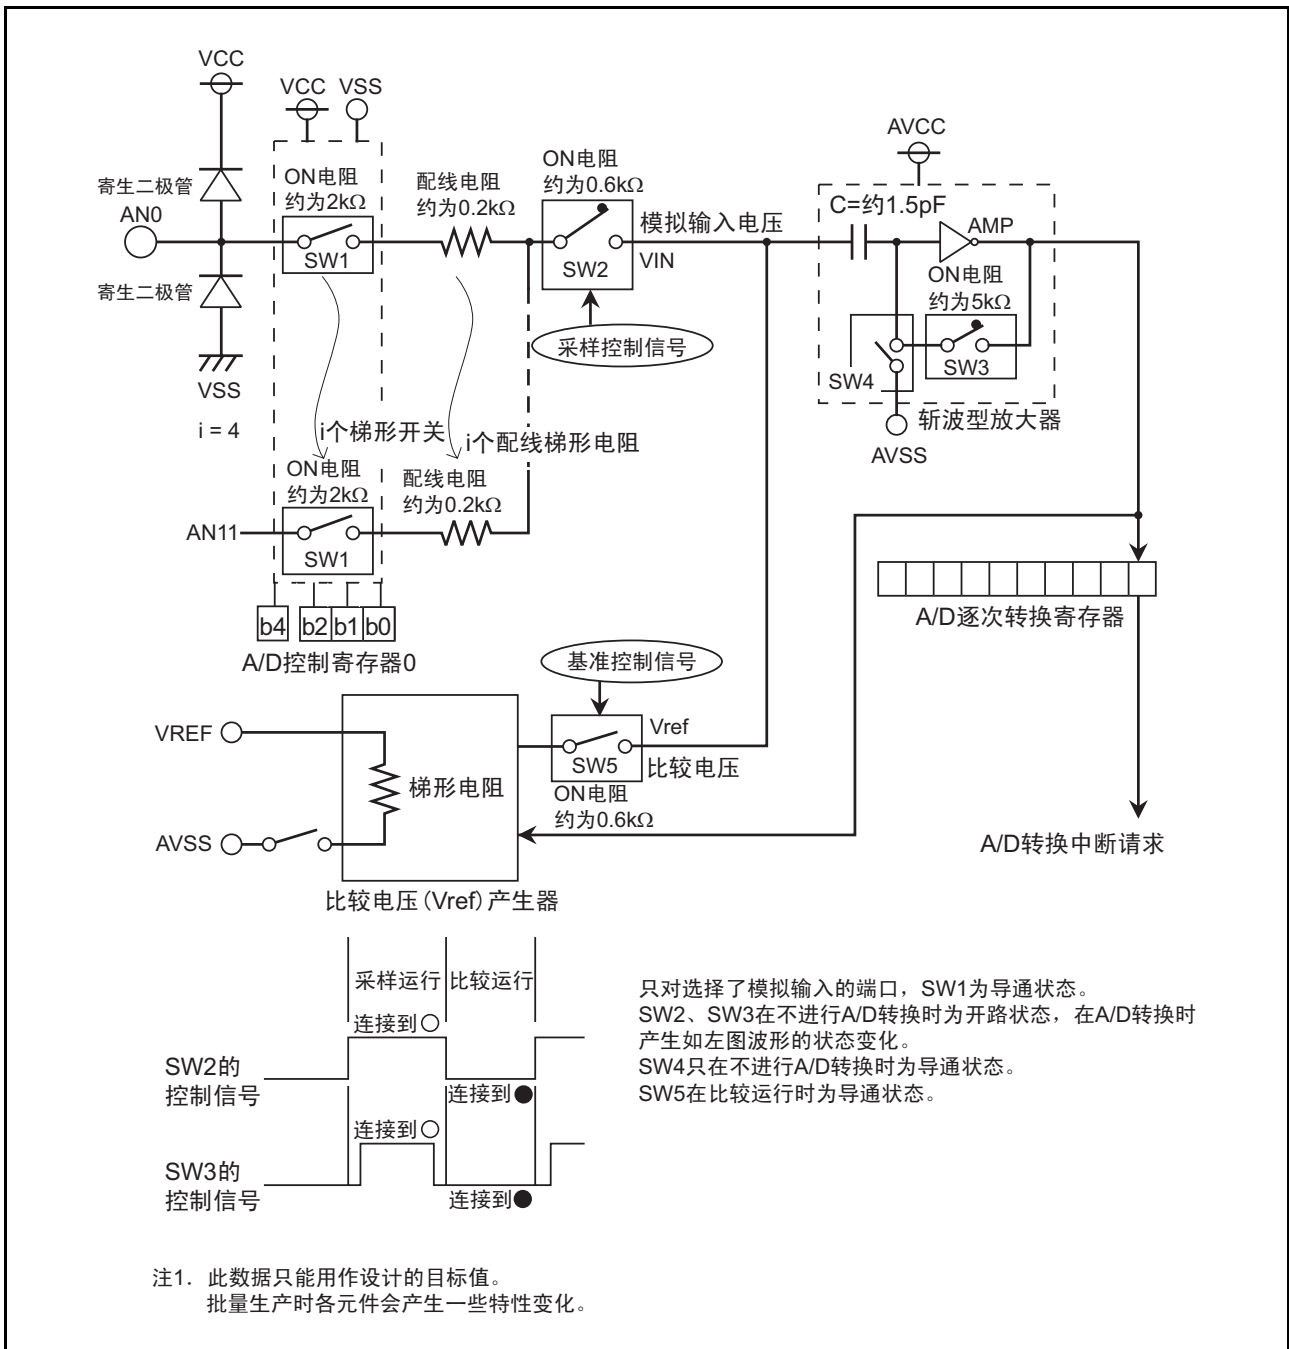 VCC
VCC VSS
AVCC
寄生二极管
AN0
ON电阻
约为2kΩ
SW1
配线电阻
约为0.2kΩ
ON电阻
约为0.6kΩ
SW2
模拟输入电压
VIN
C=约1.5pF
AMP
ON电阻
约为5kΩ
SW3
SW4
寄生二极管
VSS
采样控制信号
斩波型放大器
AVSS
i = 4
i个梯形开关
i个配线梯形电阻
ON电阻
约为2kΩ
配线电阻
约为0.2kΩ
AN11
SW1
b4 b2 b1 b0
A/D控制寄存器0
A/D逐次转换寄存器
基准控制信号
VREF
梯形电阻
Vref
SW5
比较电压
ON电阻
约为0.6kΩ
AVSS
A/D转换中断请求
比较电压(Vref)产生器
采样运行 比较运行
连接到○
SW2的
控制信号
连接到●
连接到○
SW3的
控制信号
连接到●
只对选择了模拟输入的端口，SW1为导通状态。
SW2、SW3在不进行A/D转换时为开路状态，在A/D转换时
产生如左图波形的状态变化。
SW4只在不进行A/D转换时为导通状态。
SW5在比较运行时为导通状态。
注1. 此数据只能用作设计的目标值。
批量生产时各元件会产生一些特性变化。